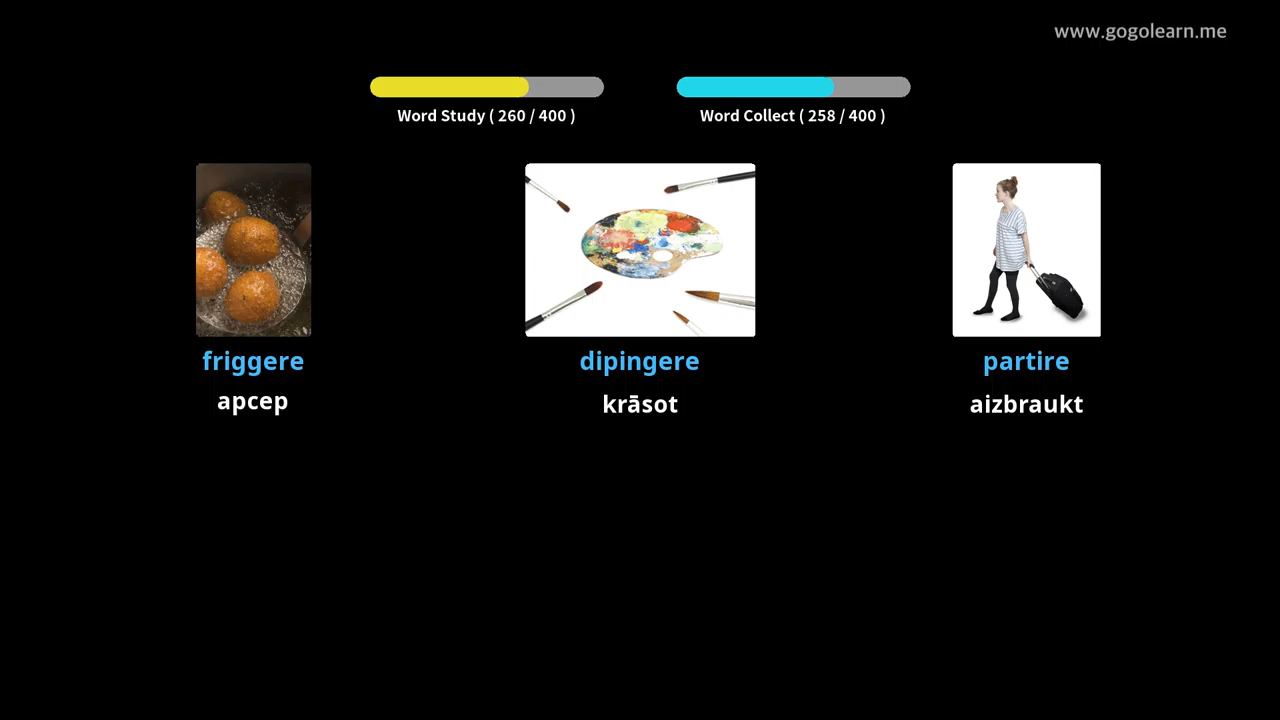 www.gogolearn.me
Word Study ( 260 / 400 )
Word Collect ( 258 / 400 )
friggere
dipingere
partire
apcep
krāsot
aizbraukt